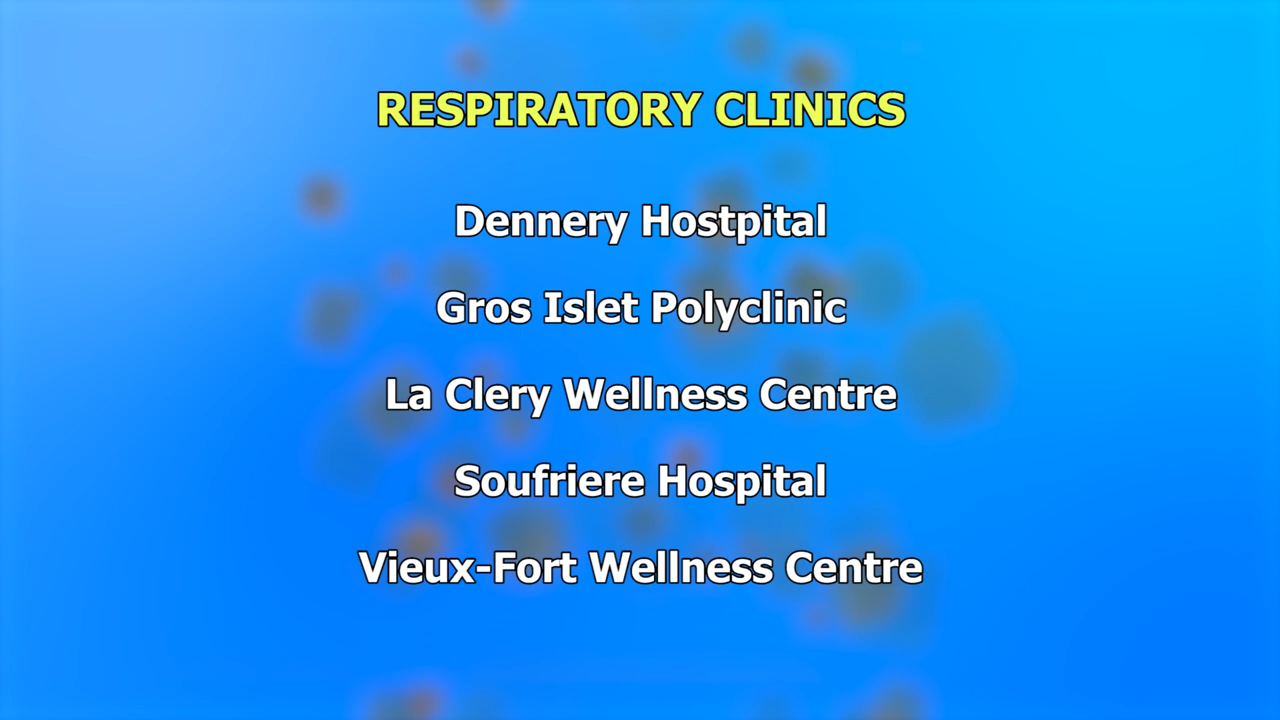 RESPIRATORY CLINICS
Dennery Hostpital
Gros Islet Polyclinic
La Clery Wellness Centre
Soufriere Hospital
Vieux-Fort Wellness Centre